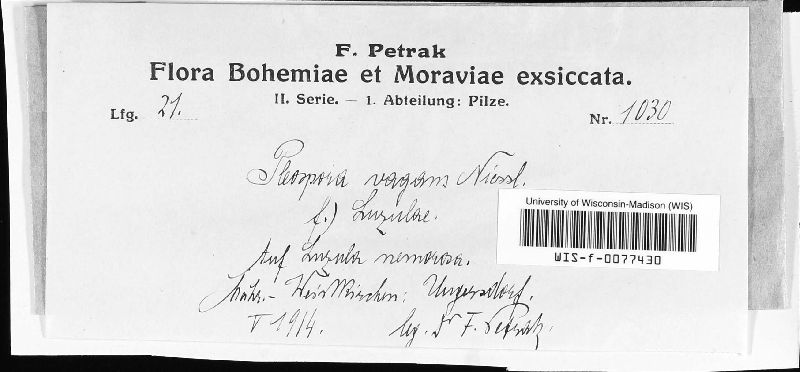 F. Petrak
Flora Bohemiae et Moraviae exsiccata.
II. Serie. — 1. Abteilung: Pilze.
Lfg. 21. Nr. 1030
Pleospora vagans Niessl.
f.) Luzulae.
Auf Luzula nemorosa.
Mähr.- Weisskirchen: Ungersdorf.
V 1914. leg. Dr F. Petrak.
University of Wisconsin-Madison (WIS)
WIS-f-0077430